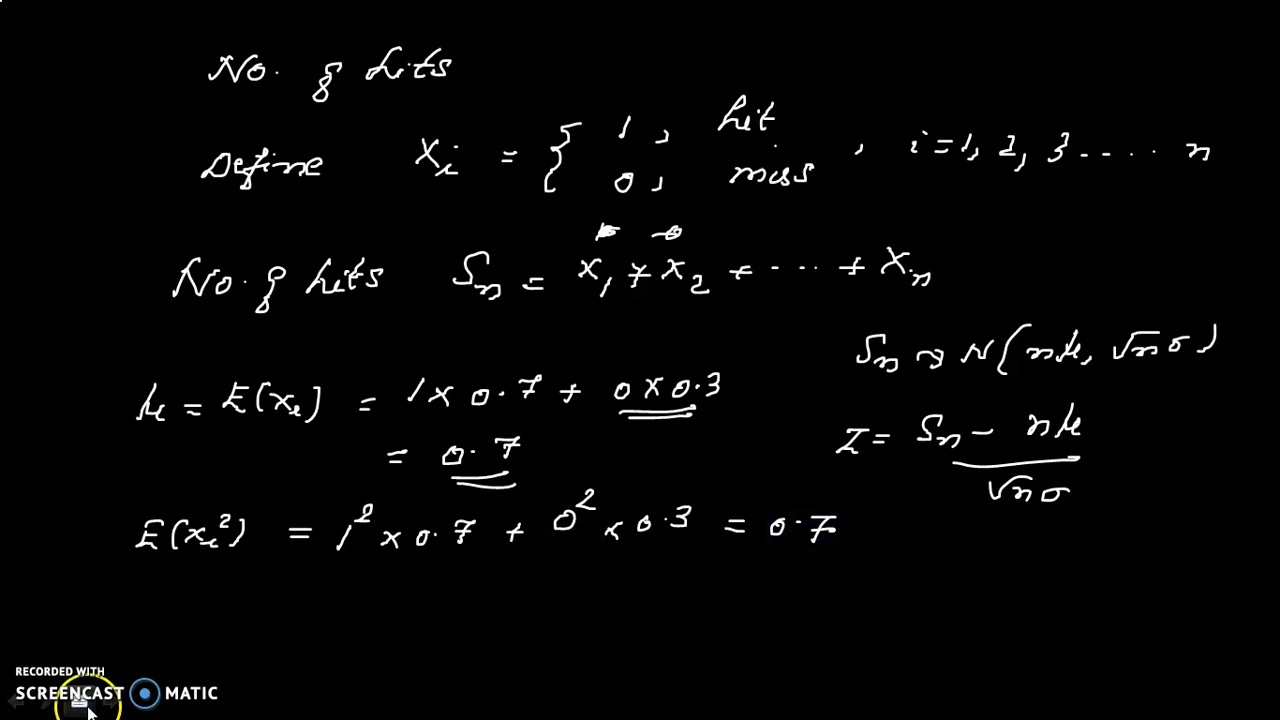 No. of hits
Define Xi = { 1, hit
0, miss , i = 1, 2, 3 ..... n
No. of hits Sn = X1 + X2 + .... + Xn
Sn → N(nμ, √n σ)
μ = E(xi) = 1 x 0.7 + 0 x 0.3
= 0.7
Z = Sn - nμ
√n σ
E(xi²) = 1² x 0.7 + 0² x 0.3 = 0.7
RECORDED WITH
SCREENCAST MATIC